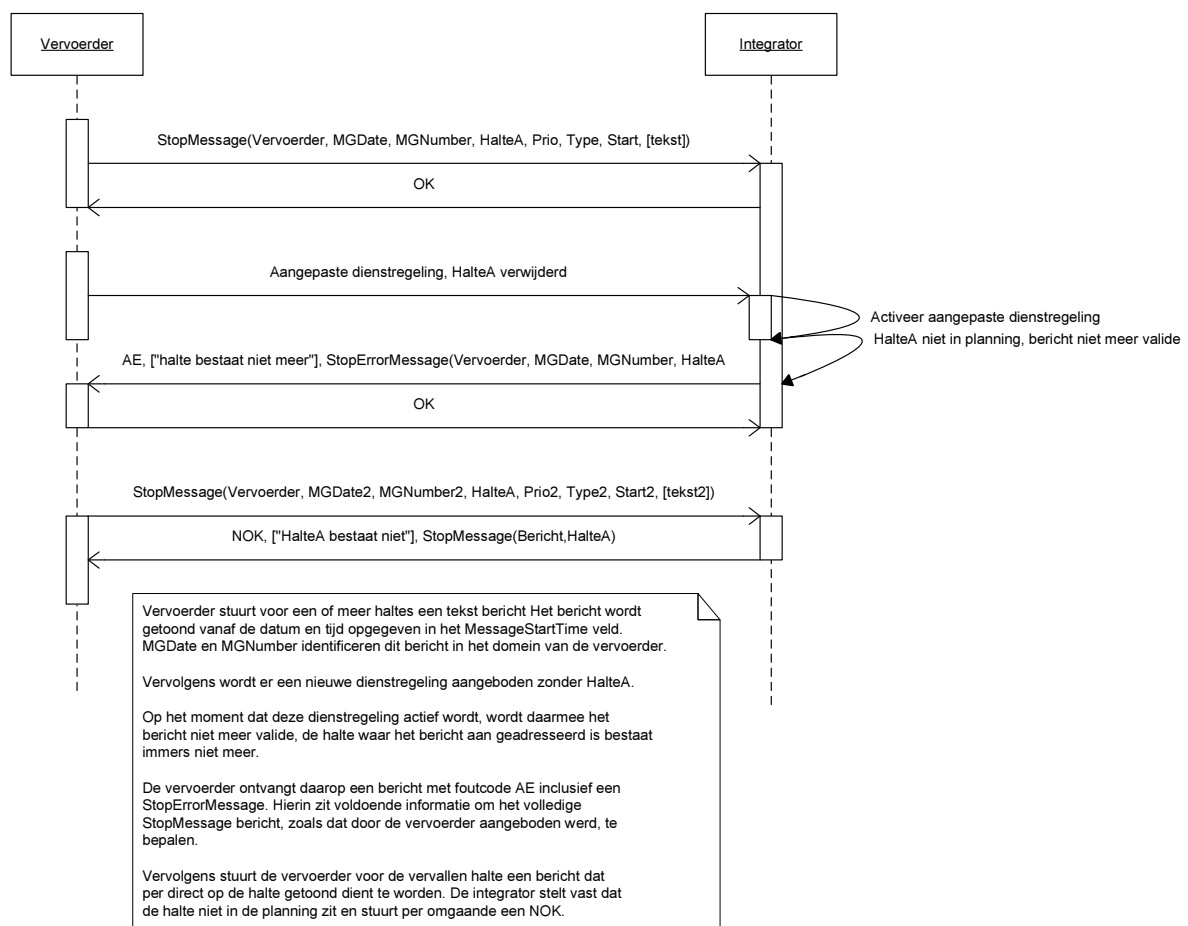 Vervoerder
Integrator
StopMessage(Vervoerder, MGDate, MGNumber, HalteA, Prio, Type, Start, [tekst])
OK
Aangepaste dienstregeling, HalteA verwijderd
Activeer aangepaste dienstregeling
HalteA niet in planning, bericht niet meer valide
AE, ["halte bestaat niet meer"], StopErrorMessage(Vervoerder, MGDate, MGNumber, HalteA
OK
StopMessage(Vervoerder, MGDate2, MGNumber2, HalteA, Prio2, Type2, Start2, [tekst2])
NOK, ["HalteA bestaat niet"], StopMessage(Bericht,HalteA)
Vervoerder stuurt voor een of meer haltes een tekst bericht Het bericht wordt
getoond vanaf de datum en tijd opgegeven in het MessageStartTime veld.
MGDate en MGNumber identificeren dit bericht in het domein van de vervoerder.
Vervolgens wordt er een nieuwe dienstregeling aangeboden zonder HalteA.
Op het moment dat deze dienstregeling actief wordt, wordt daarmee het
bericht niet meer valide, de halte waar het bericht aan geadresseerd is bestaat
immers niet meer.
De vervoerder ontvangt daarop een bericht met foutcode AE inclusief een
StopErrorMessage. Hierin zit voldoende informatie om het volledige
StopMessage bericht, zoals dat door de vervoerder aangeboden werd, te
bepalen.
Vervolgens stuurt de vervoerder voor de vervallen halte een bericht dat
per direct op de halte getoond dient te worden. De integrator stelt vast dat
de halte niet in de planning zit en stuurt per omgaande een NOK.